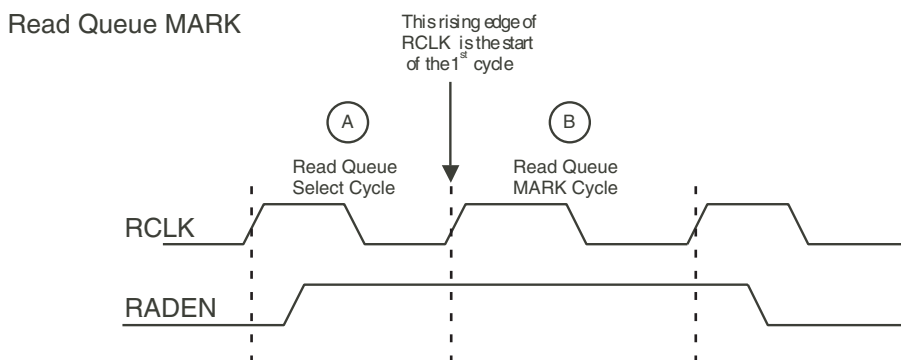 Read Queue MARK
This rising edge of
RCLK is the start
of the 1st cycle
A
B
Read Queue
Select Cycle
Read Queue
MARK Cycle
RCLK
RADEN